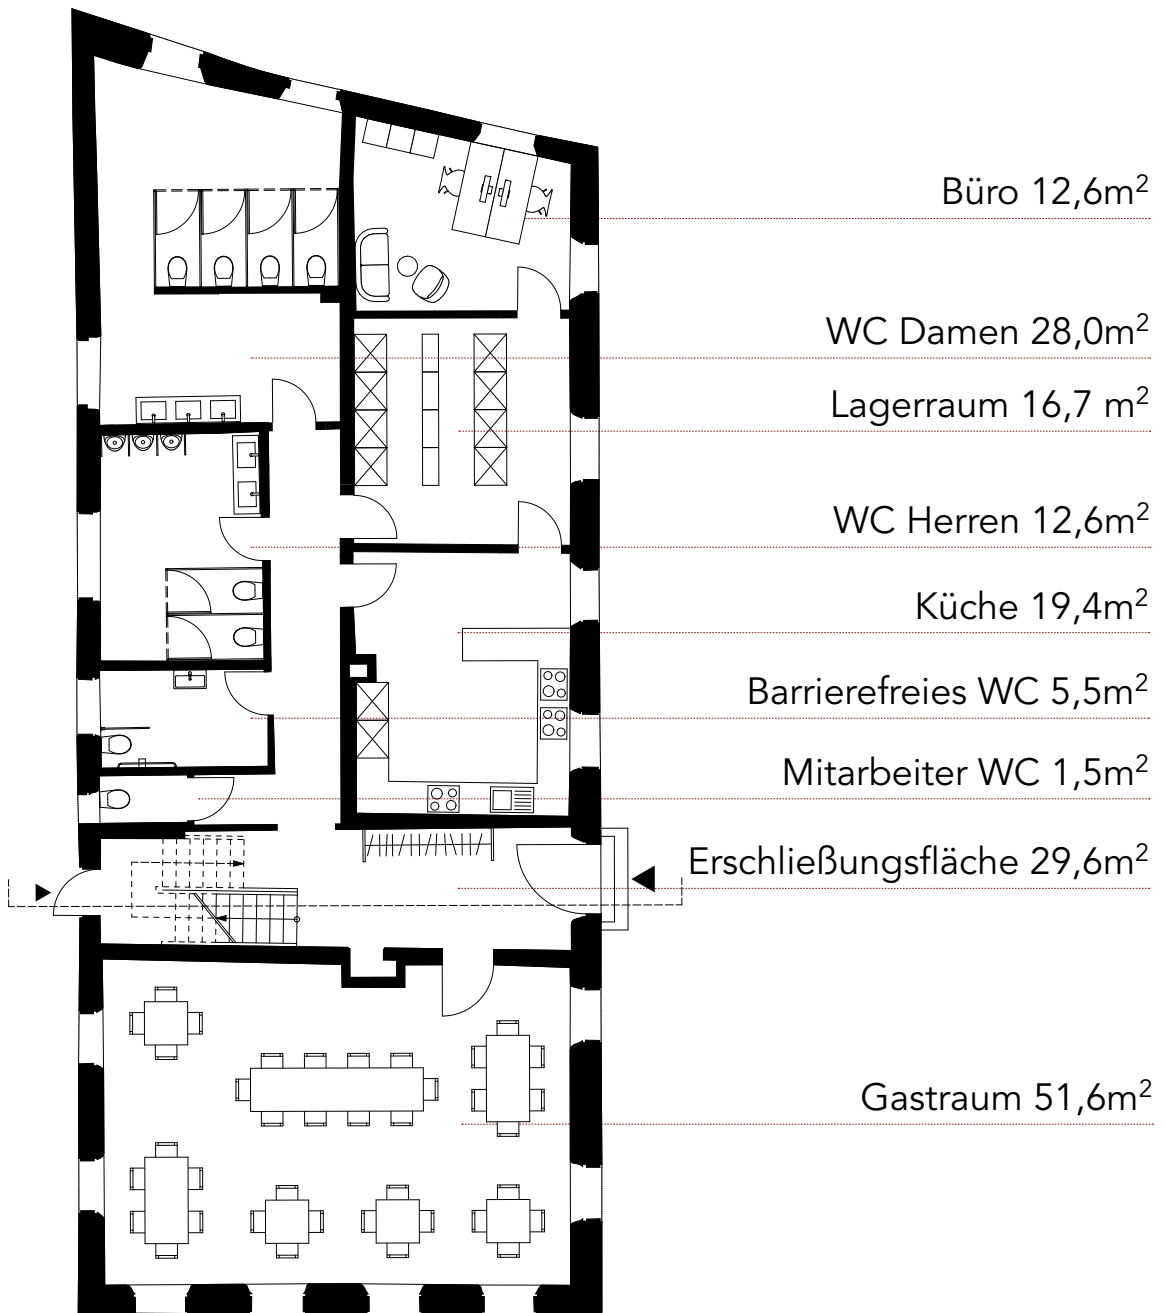 Büro 12,6m²
WC Damen 28,0m²
Lagerraum 16,7 m²
WC Herren 12,6m²
Küche 19,4m²
Barrierefreies WC 5,5m²
Mitarbeiter WC 1,5m²
Erschließungsfläche 29,6m²
Gastraum 51,6m²